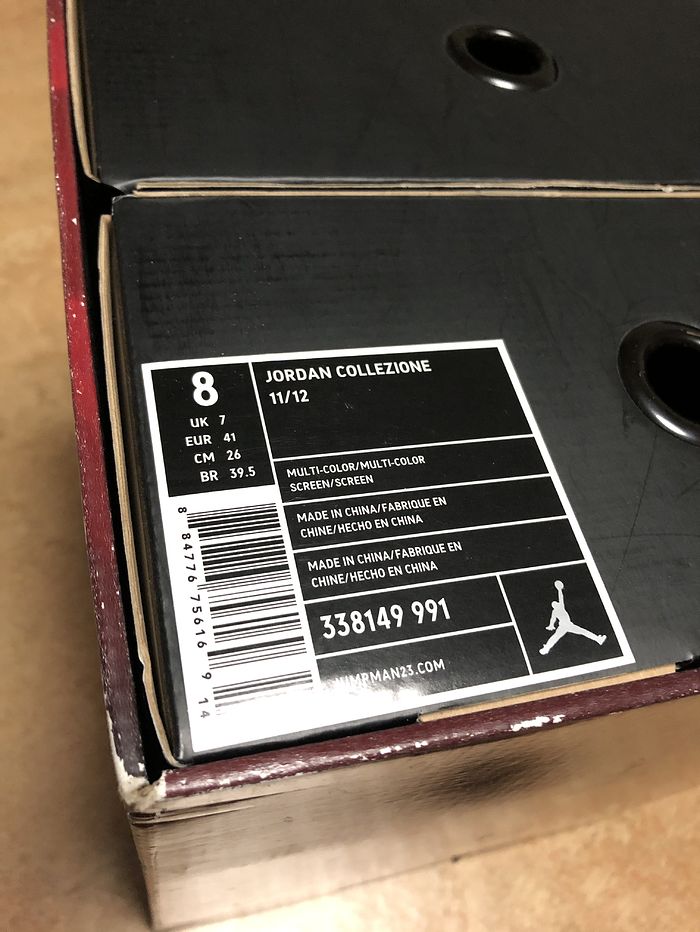 8
UK 7
EUR 41
CM 26
BR 39.5
JORDAN COLLEZIONE
11/12
MULTI-COLOR/MULTI-COLOR
SCREEN/SCREEN
MADE IN CHINA/FABRIQUE EN
CHINE/HECHO EN CHINA
MADE IN CHINA/FABRIQUE EN
CHINE/HECHO EN CHINA
338149 991
8 84776 75616 9 14